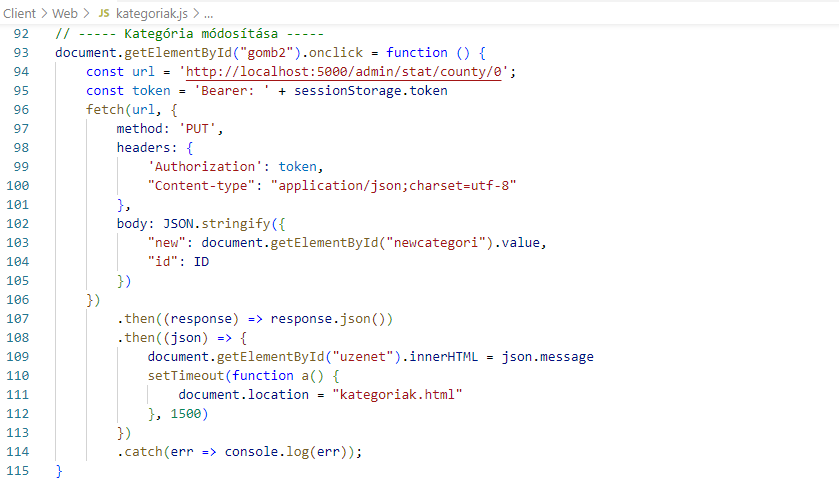 Client > Web > JS kategoriak.js > ...
92 // ----- Kategória módosítása -----
93 document.getElementById("gomb2").onclick = function () {
94 const url = 'http://localhost:5000/admin/stat/county/0';
95 const token = 'Bearer: ' + sessionStorage.token
96 fetch(url, {
97 method: 'PUT',
98 headers: {
99 'Authorization': token,
100 "Content-type": "application/json;charset=utf-8"
101 },
102 body: JSON.stringify({
103 "new": document.getElementById("newcategori").value,
104 "id": ID
105 })
106 })
107 .then((response) => response.json())
108 .then((json) => {
109 document.getElementById("uzenet").innerHTML = json.message
110 setTimeout(function a() {
111 document.location = "kategoriak.html"
112 }, 1500)
113 })
114 .catch(err => console.log(err));
115 }